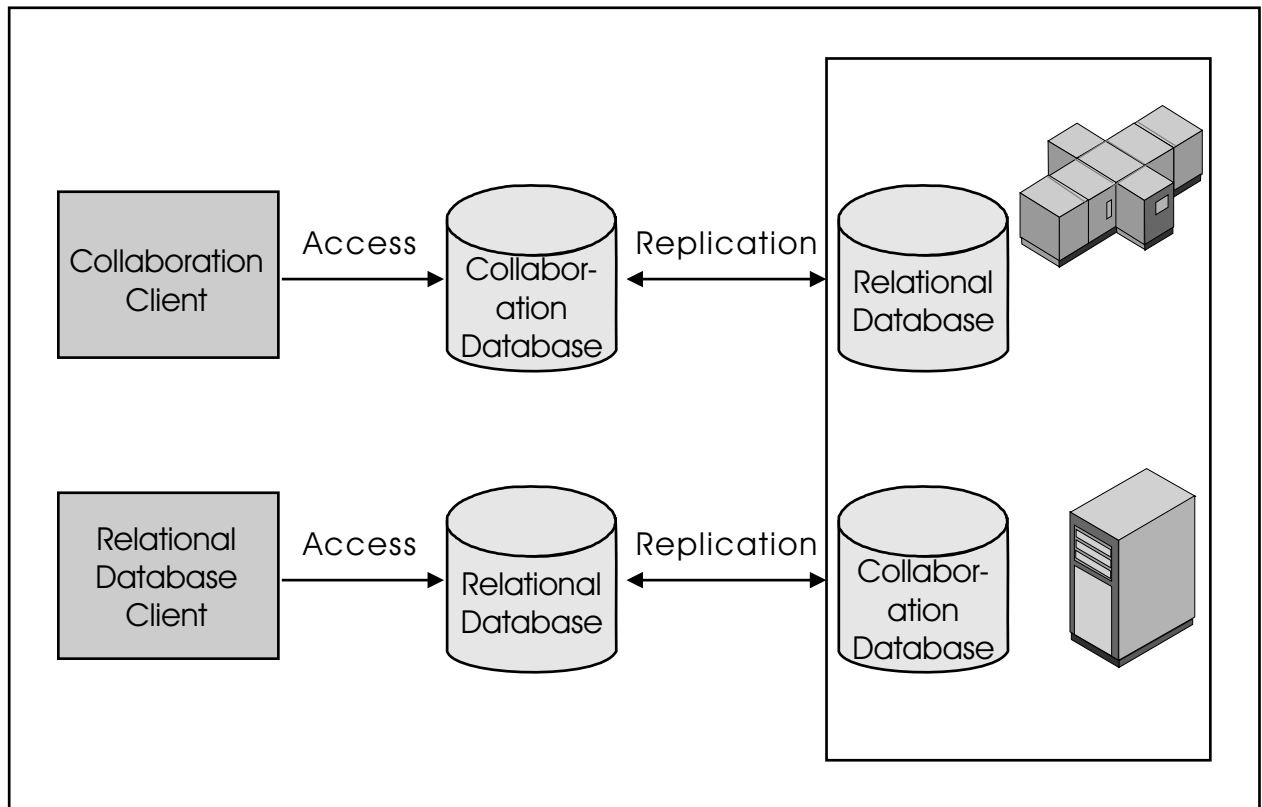 Collaboration
Client
Access
Collabor-
ation
Database
Replication
Relational
Database
Relational
Database
Client
Access
Relational
Database
Replication
Collabor-
ation
Database